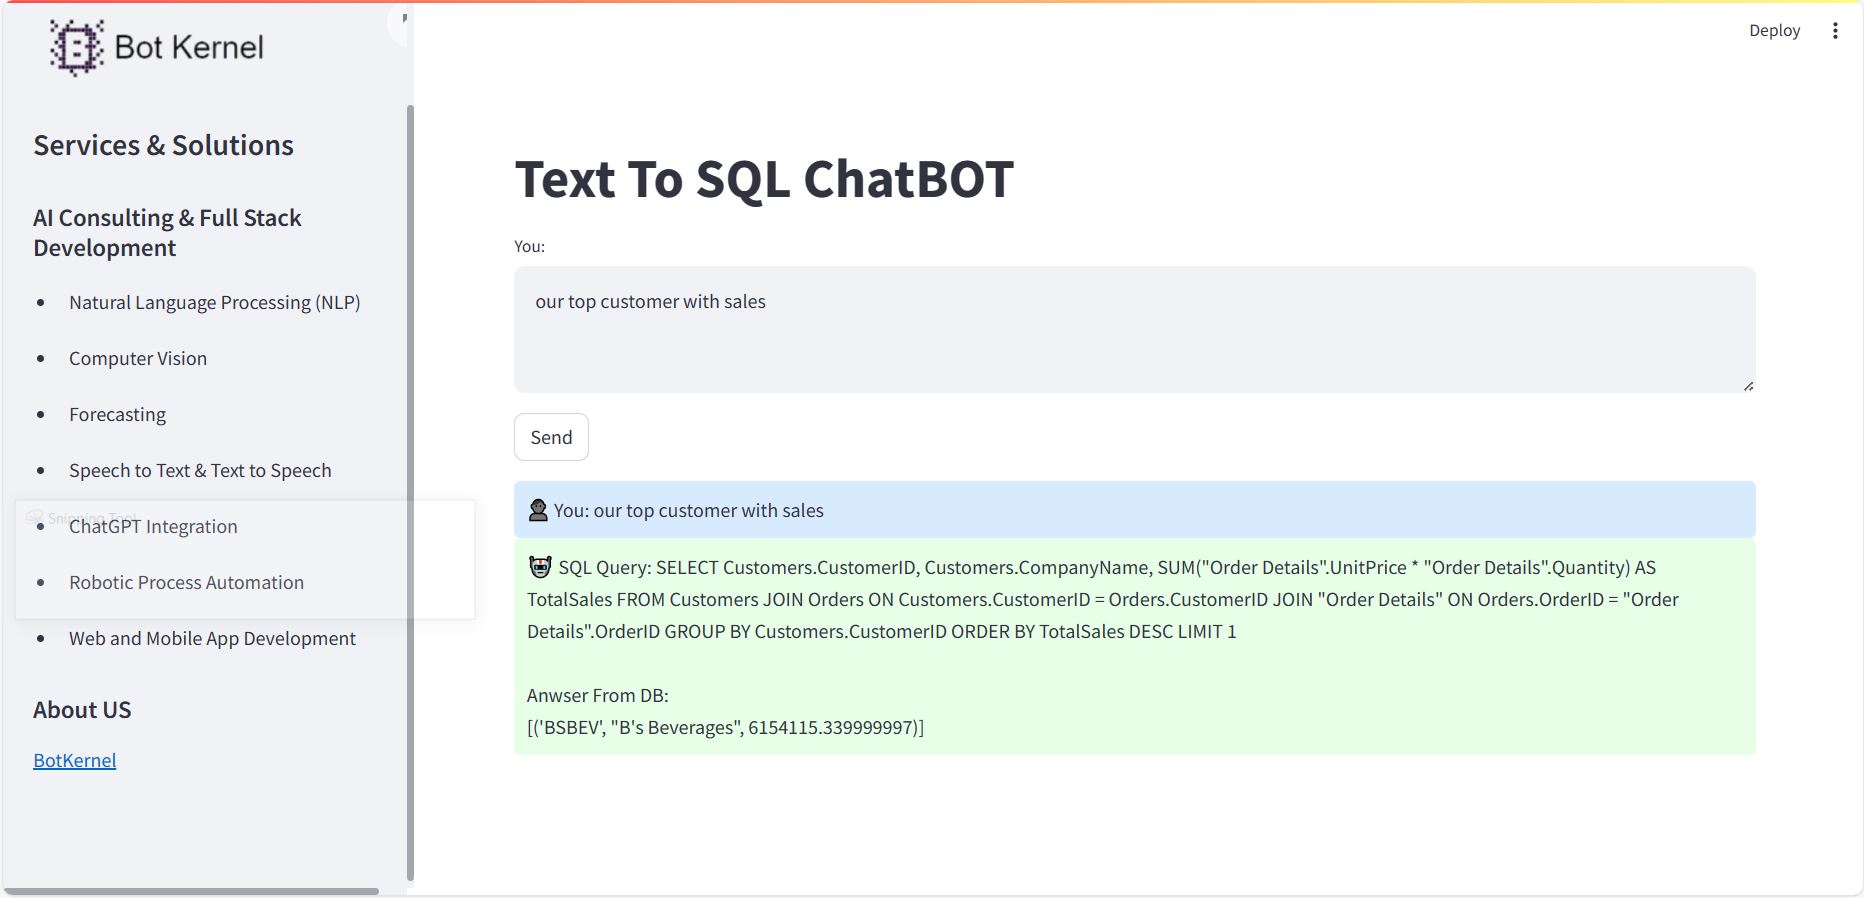 Bot Kernel
Services & Solutions
AI Consulting & Full Stack
Development
• Natural Language Processing (NLP)
• Computer Vision
• Forecasting
• Speech to Text & Text to Speech
Snipping Tool
• ChatGPT Integration
• Robotic Process Automation
• Web and Mobile App Development
About US
BotKernel
Deploy
Text To SQL ChatBOT
You:
our top customer with sales
Send
You: our top customer with sales
SQL Query: SELECT Customers.CustomerID, Customers.CompanyName, SUM("Order Details".UnitPrice * "Order Details".Quantity) AS
TotalSales FROM Customers JOIN Orders ON Customers.CustomerID = Orders.CustomerID JOIN "Order Details" ON Orders.OrderID = "Order
Details".OrderID GROUP BY Customers.CustomerID ORDER BY TotalSales DESC LIMIT 1
Anwser From DB:
[('BSBEV', "B's Beverages", 6154115.339999997)]